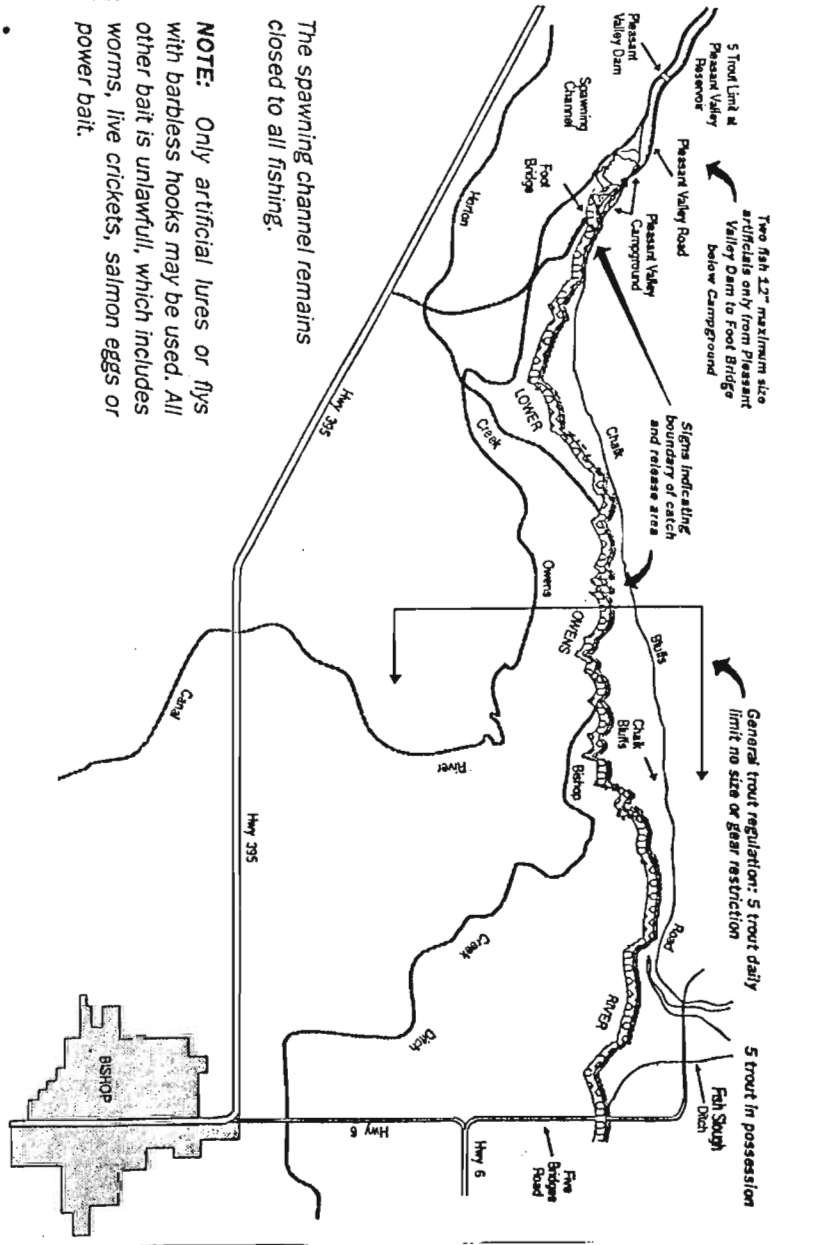 5 Trout Limit at
Pleasant Valley
Reservoir
Pleasant
Valley Dam
Pleasant Valley Road
Two fish 12" maximum size
artificials only from Pleasant
Valley Dam to Foot Bridge
below Campground
Spawning
Channel
Foot
Bridge
Pleasant Valley
Campground
Signs indicating
boundary of catch
and release area
General trout regulation: 5 trout daily
limit no size or gear restriction
5 trout in possession
Fish Slough
Ditch
Chalk
Bluffs
Chalk
Bluffs
Road
LOWER
OWENS
RIVER
Horton
Creek
Owens
River
Canal
Bishop
Creek
Ditch
Hwy 395
Hwy 395
Hwy 6
Hwy 6
Five
Bridges
Road
BISHOP
The spawning channel remains
closed to all fishing.
NOTE: Only artificial lures or flys
with barbless hooks may be used. All
other bait is unlawfull, which includes
worms, live crickets, salmon eggs or
power bait.